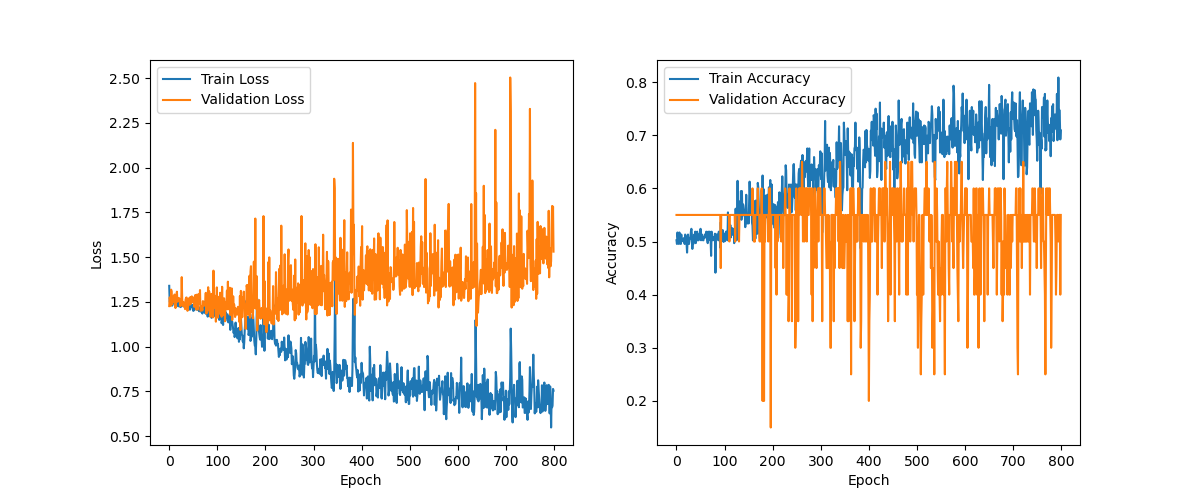 Train Loss
Validation Loss
2.50
2.25
2.00
1.75
1.50
1.25
1.00
0.75
0.50
Loss
0 100 200 300 400 500 600 700 800
Epoch
Train Accuracy
Validation Accuracy
0.8
0.7
0.6
0.5
0.4
0.3
0.2
Accuracy
0 100 200 300 400 500 600 700 800
Epoch